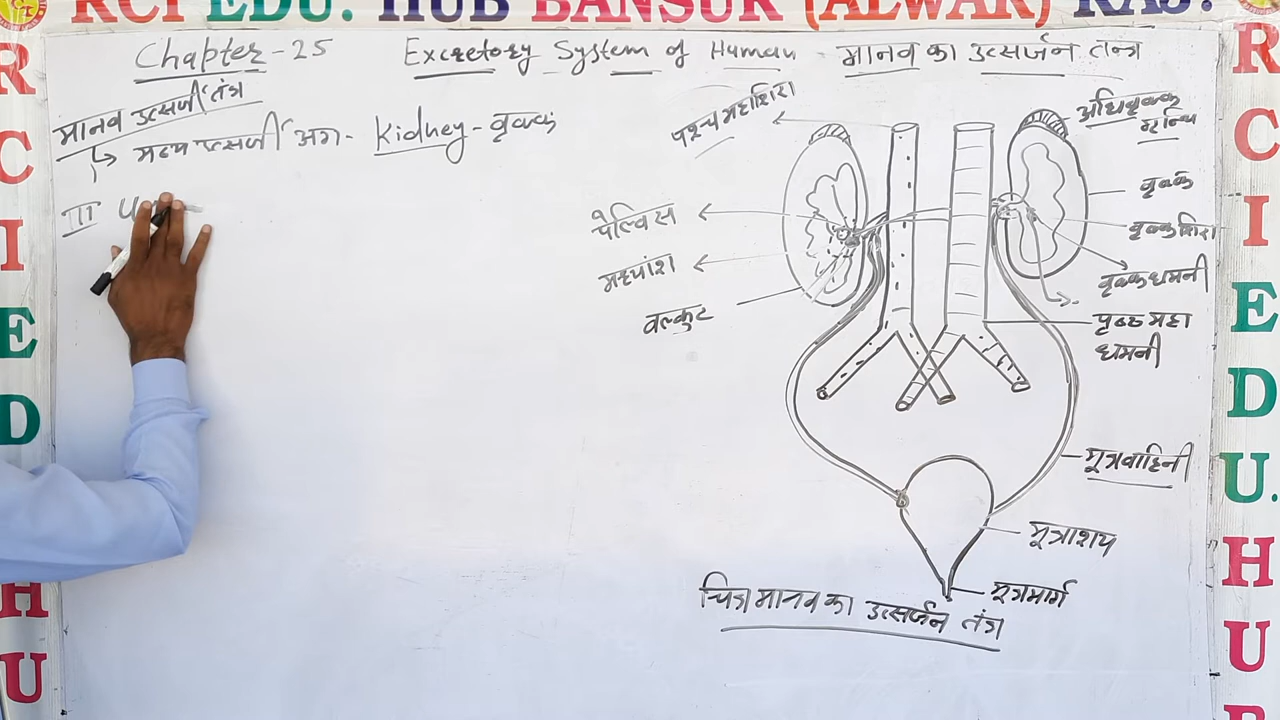 RCI EDU. HUB BANSUR (ALWAR) RAJ.
Chapter-25 Excretory System of Human - मानव का उत्सर्जन तन्त्र
मानव उत्सर्जी तंत्र
↳ मुख्य उत्सर्जी अंग - Kidney - वृक्क
II
पश्च महाशिरा
पेल्विस
मध्यांश
वल्कुट
अधिवृक्क
ग्रन्थि
वृक्क
वृक्क शिरा
वृक्क धमनी
पृष्ठ महा
धमनी
मूत्रवाहिनी
मूत्राशय
मूत्रमार्ग
चित्र मानव का उत्सर्जन तंत्र
R
C
I
E
D
H
U
R
C
I
E
D
U.
H
U